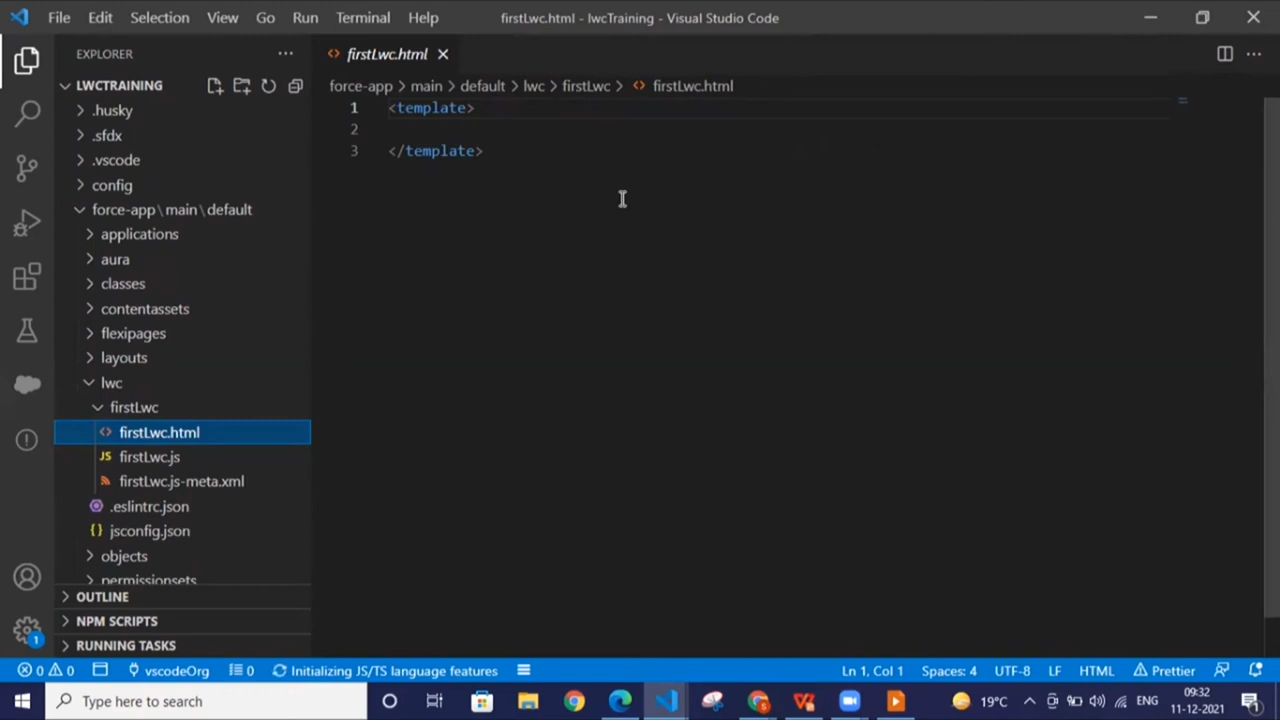 File Edit Selection View Go Run Terminal Help firstLwc.html - lwcTraining - Visual Studio Code
EXPLORER
LWCTRAINING
.husky
.sfdx
.vscode
config
force-app\main\default
applications
aura
classes
contentassets
flexipages
layouts
lwc
firstLwc
firstLwc.html
JS firstLwc.js
firstLwc.js-meta.xml
.eslintrc.json
{} jsconfig.json
objects
permissionsets
OUTLINE
NPM SCRIPTS
RUNNING TASKS
firstLwc.html
force-app > main > default > lwc > firstLwc > firstLwc.html
1 <template>
2
3 </template>
1
0 0 vscodeOrg 0 Initializing JS/TS language features Ln 1, Col 1 Spaces: 4 UTF-8 LF HTML Prettier
Type here to search 19°C ENG 09:32
11-12-2021 1